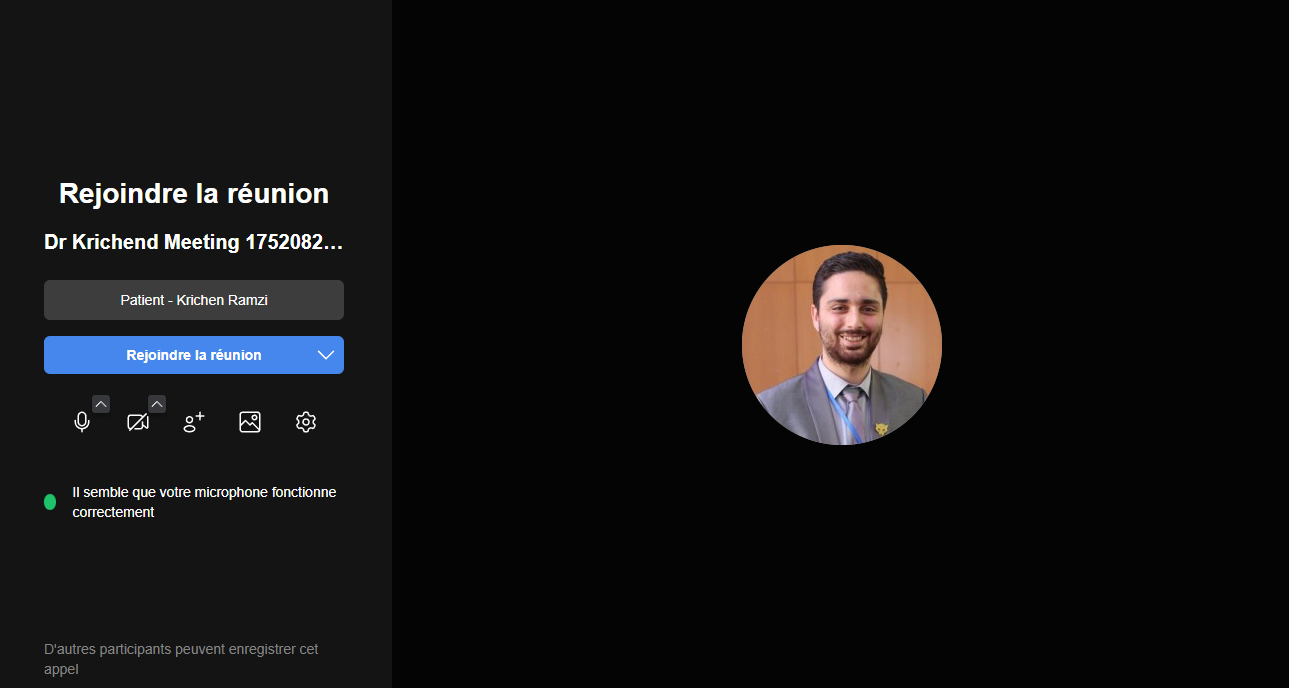 Rejoindre la réunion
Dr Krichend Meeting 1752082…
Patient - Krichen Ramzi
Rejoindre la réunion
Il semble que votre microphone fonctionne
correctement
D'autres participants peuvent enregistrer cet
appel